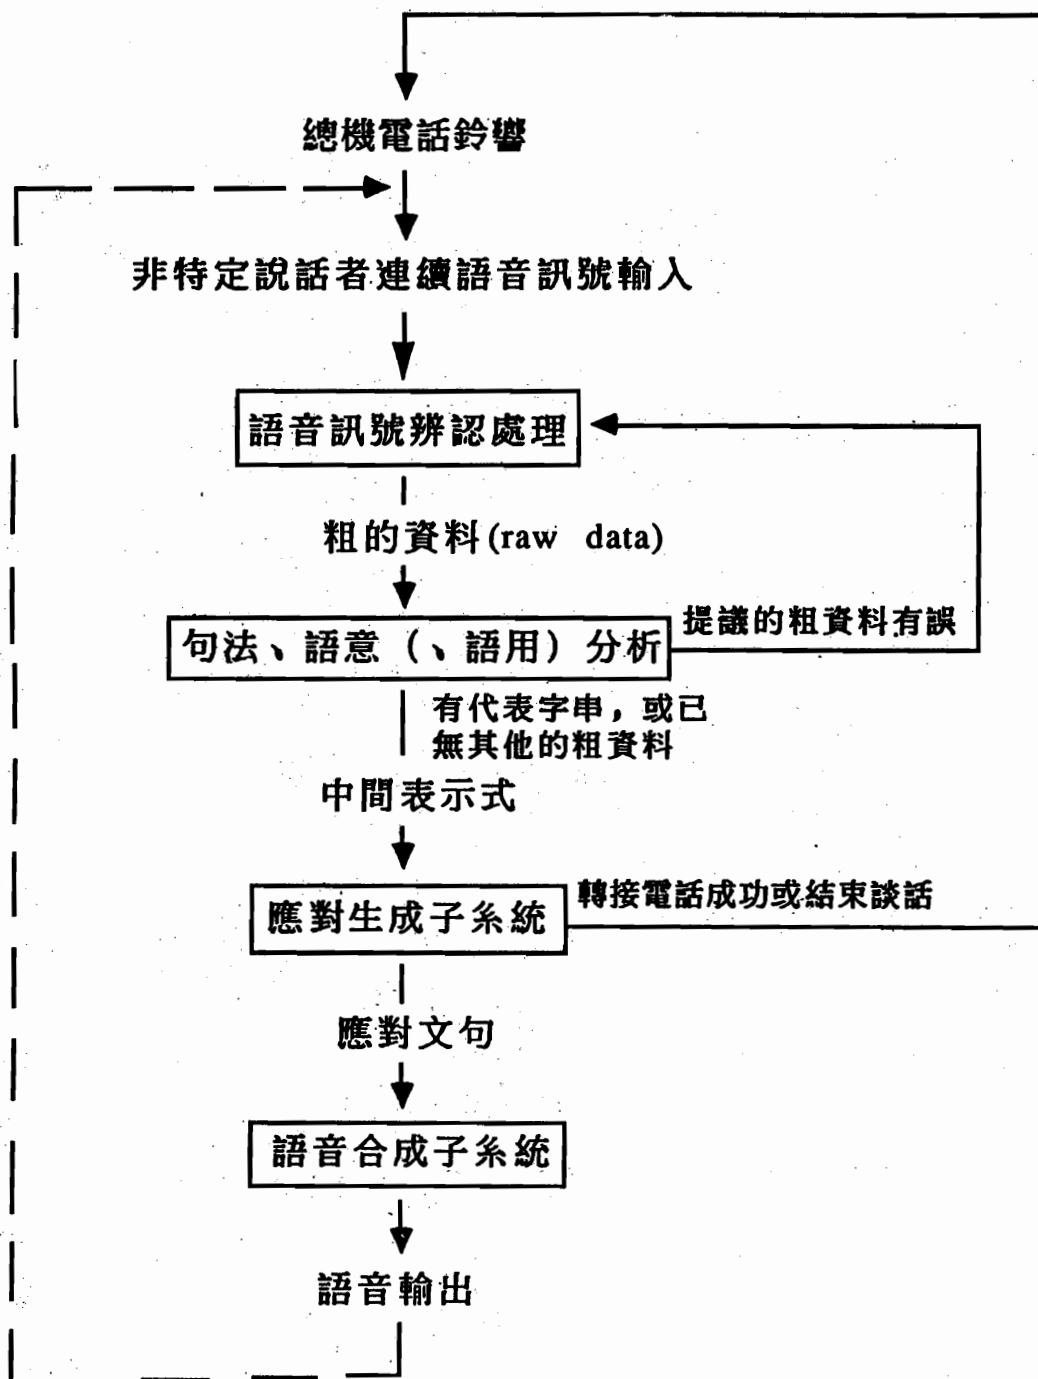 總機電話鈴響
非特定說話者連續語音訊號輸入
語音訊號辨認處理
粗的資料(raw data)
句法、語意(、語用)分析
提議的粗資料有誤
有代表字串,或已
無其他的粗資料
中間表示式
應對生成子系統
轉接電話成功或結束談話
應對文句
語音合成子系統
語音輸出